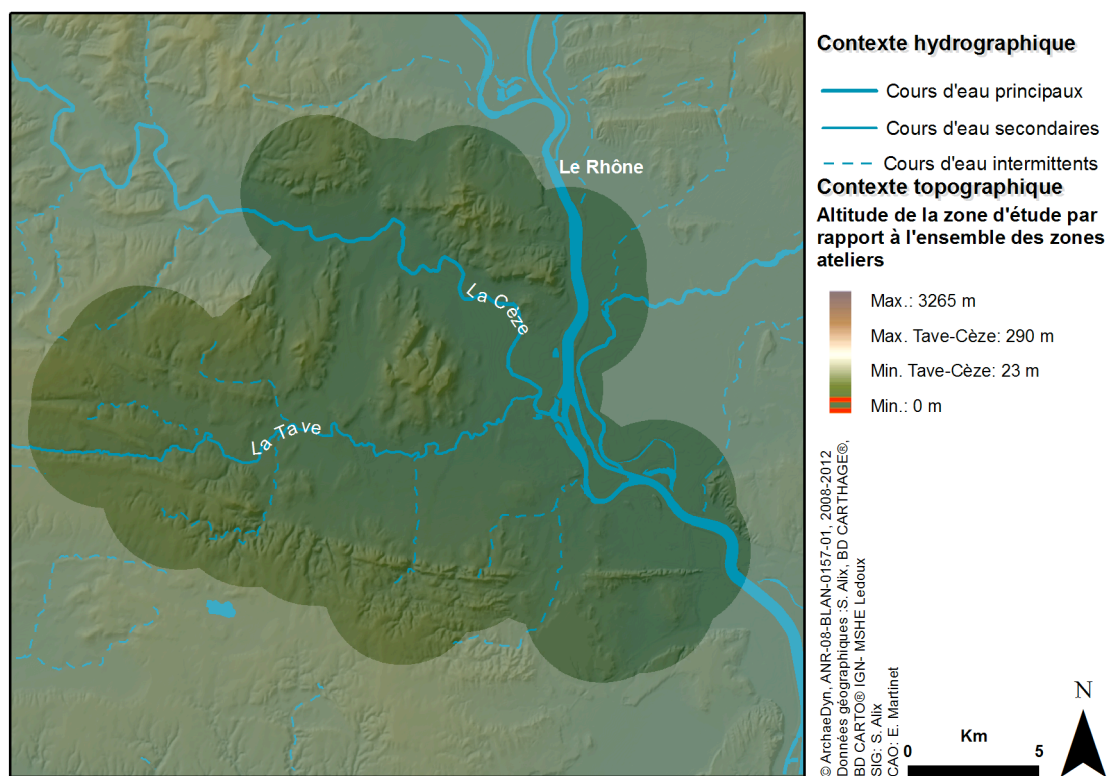 Le Rhône
La Cèze
La Tave
Contexte hydrographique
Cours d'eau principaux
Cours d'eau secondaires
Cours d'eau intermittents
Contexte topographique
Altitude de la zone d'étude par
rapport à l'ensemble des zones
ateliers
Max.: 3265 m
Max. Tave-Cèze: 290 m
Min. Tave-Cèze: 23 m
Min.: 0 m
© ArchaeDyn, ANR-08-BLAN-0157-01, 2008-2012
Données géographiques :S. Alix, BD CARTHAGE®,
BD CARTO® IGN- MSHE Ledoux
SIG: S. Alix
CAO: E. Martinet
Km
0 5
N